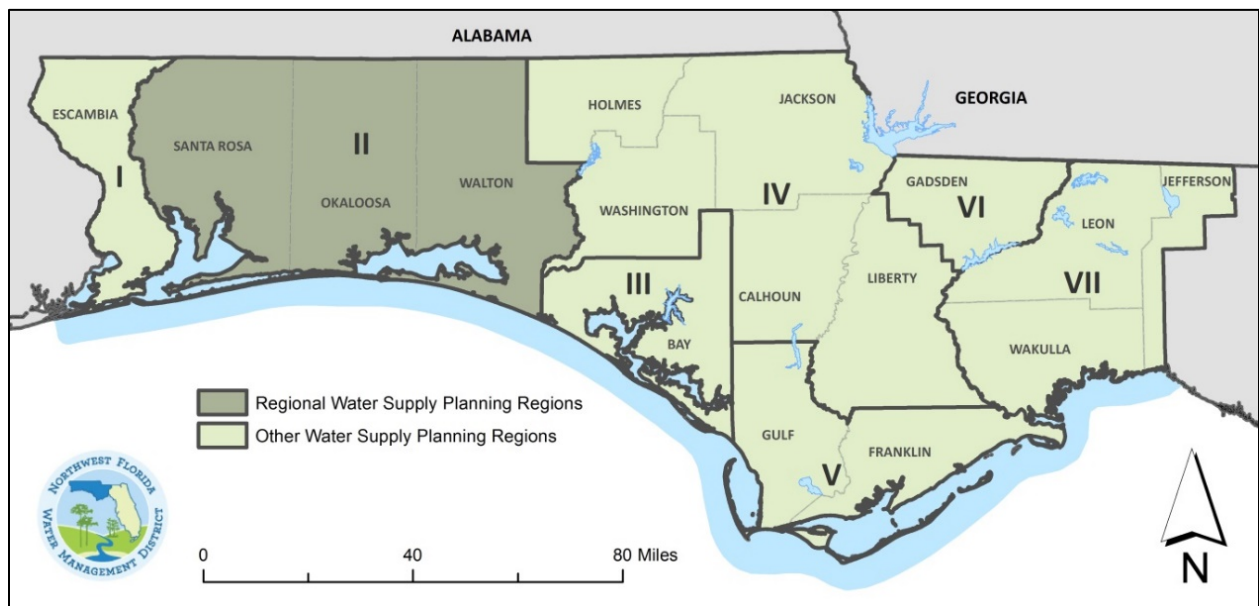 ALABAMA
GEORGIA
ESCAMBIA
I
SANTA ROSA
II
OKALOOSA
WALTON
HOLMES
JACKSON
WASHINGTON
IV
GADSDEN
VI
JEFFERSON
LEON
VII
LIBERTY
CALHOUN
III
BAY
WAKULLA
GULF
V
FRANKLIN
Regional Water Supply Planning Regions
Other Water Supply Planning Regions
NORTHWEST FLORIDA
WATER MANAGEMENT DISTRICT
0 40 80 Miles
N